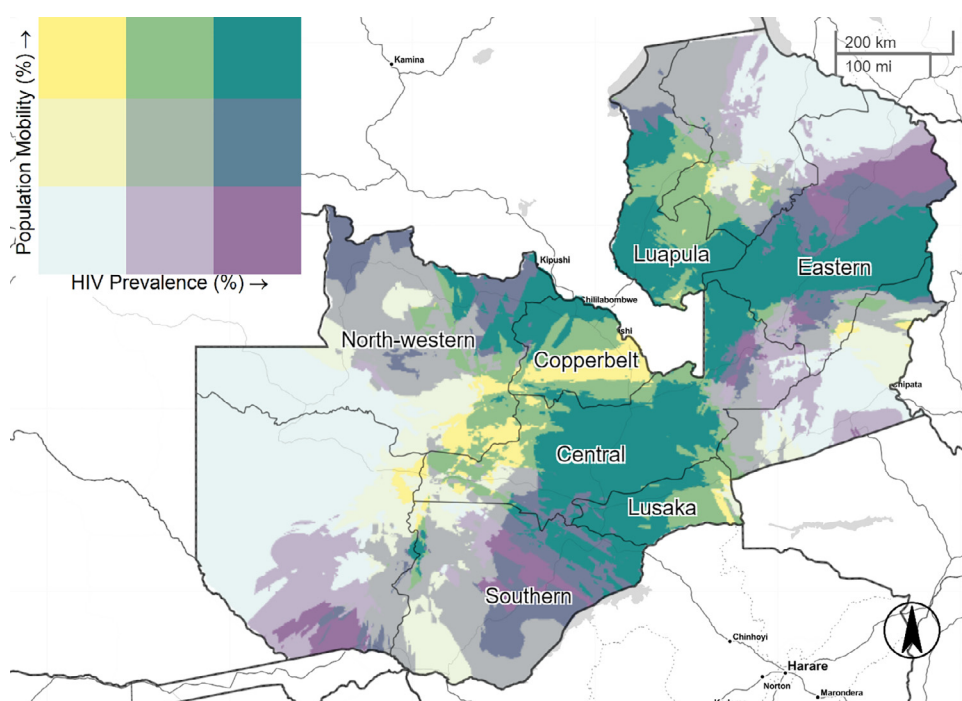 Population Mobility (%) →
HIV Prevalence (%) →
200 km
100 mi
Kamina
Kipushi
Chililabombwe
Luapula
Eastern
North-western
Copperbelt
Central
Lusaka
Southern
Chinhoyi
Harare
Norton
Marondera